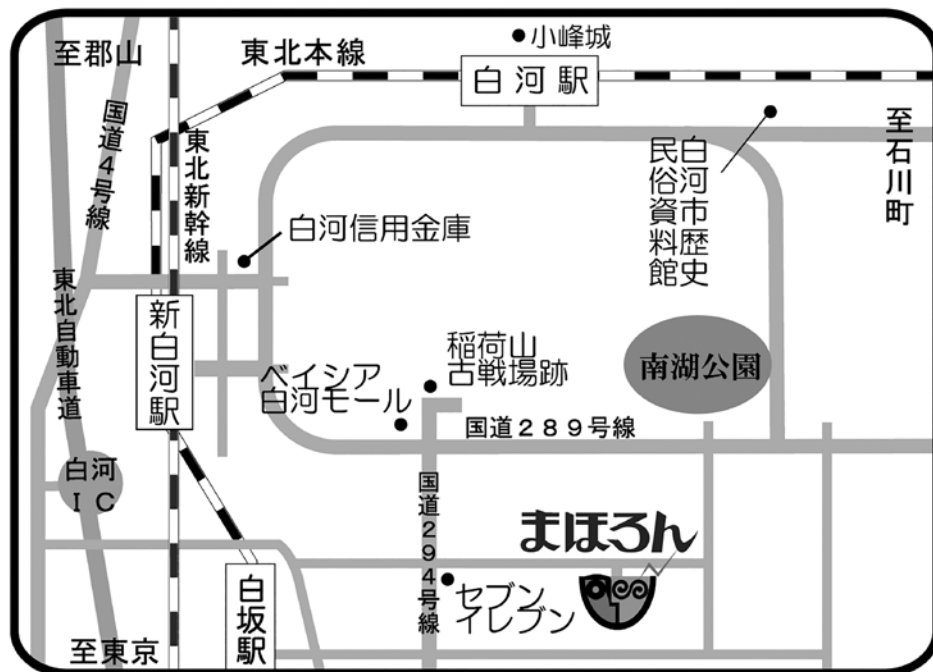 至郡山
東北本線
小峰城
白河駅
国道4号線
東北新幹線
至石川町
白河市歴史
民俗資料館
白河信用金庫
東北自動車道
新白河駅
稲荷山
古戦場跡
南湖公園
ベイシア
白河モール
国道289号線
白河
IC
国道294号線
まほろん
セブン
イレブン
白坂駅
至東京